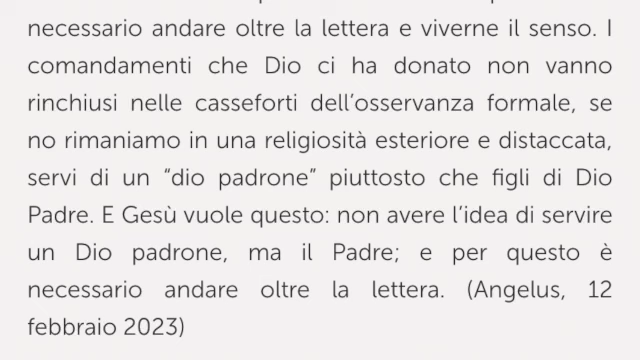 necessario andare oltre la lettera e viverne il senso. I
comandamenti che Dio ci ha donato non vanno
rinchiusi nelle casseforti dell’osservanza formale, se
no rimaniamo in una religiosità esteriore e distaccata,
servi di un “dio padrone” piuttosto che figli di Dio
Padre. E Gesù vuole questo: non avere l’idea di servire
un Dio padrone, ma il Padre; e per questo è
necessario andare oltre la lettera. (Angelus, 12
febbraio 2023)